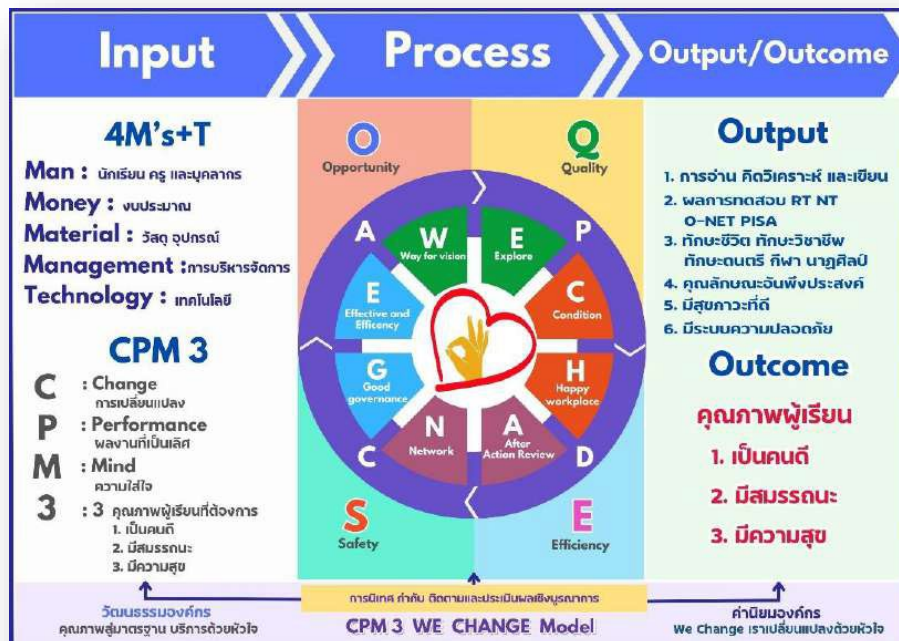 Input
Process
Output/Outcome
4M's+T
Man : นักเรียน ครู และบุคลากร
Money : งบประมาณ
Material : วัสดุ อุปกรณ์
Management :การบริหารจัดการ
Technology : เทคโนโลยี
CPM 3
C : Change
การเปลี่ยนแปลง
P : Performance
ผลงานที่เป็นเลิศ
M : Mind
ความใส่ใจ
3 : 3 คุณภาพผู้เรียนที่ต้องการ
1. เป็นคนดี
2. มีสมรรถนะ
3. มีความสุข
O
Opportunity
Q
Quality
A
P
W
Way for vision
E
Explore
E
Effective and
Efficency
C
Condition
G
Good
governance
H
Happy
workplace
N
Network
A
After
Action Review
C
D
S
Safety
E
Efficiency
Output
1. การอ่าน คิดวิเคราะห์ และเขียน
2. ผลการทดสอบ RT NT
O-NET PISA
3. ทักษะชีวิต ทักษะวิชาชีพ
ทักษะดนตรี กีฬา นาฏศิลป์
4. คุณลักษณะอันพึงประสงค์
5. มีสุขภาวะที่ดี
6. มีระบบความปลอดภัย
Outcome
คุณภาพผู้เรียน
1. เป็นคนดี
2. มีสมรรถนะ
3. มีความสุข
วัฒนธรรมองค์กร
คุณภาพสู่มาตรฐาน บริการด้วยหัวใจ
การนิเทศ กำกับ ติดตามและประเมินผลเชิงบูรณาการ
CPM 3 WE CHANGE Model
ค่านิยมองค์กร
We Change เราเปลี่ยนแปลงด้วยหัวใจ